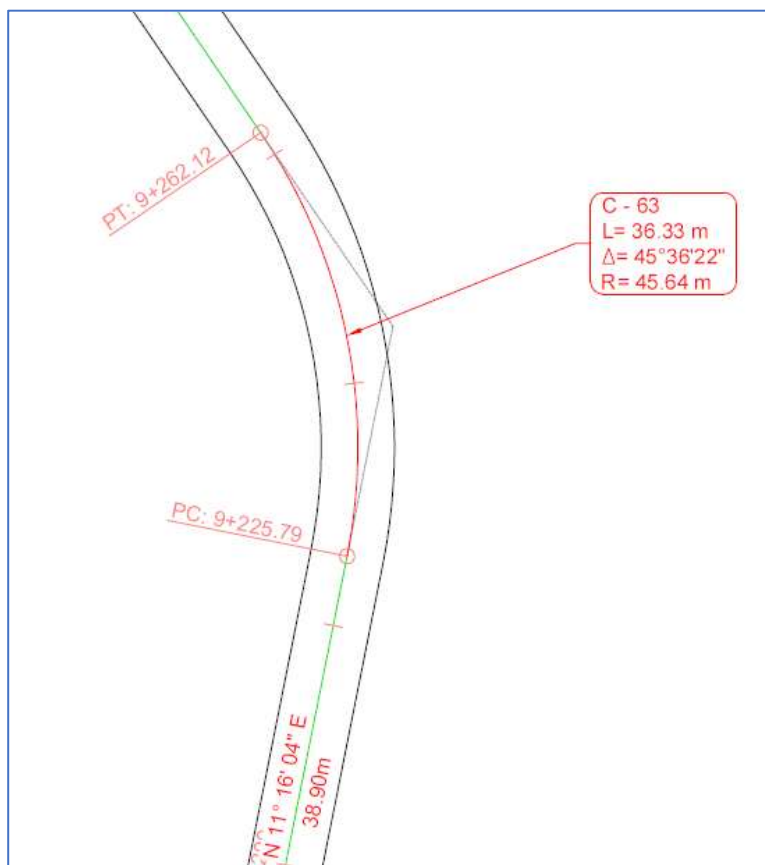 PT: 9+262.12
C - 63
L= 36.33 m
Δ= 45°36'22"
R= 45.64 m
PC: 9+225.79
N 11° 16' 04" E
38.90m